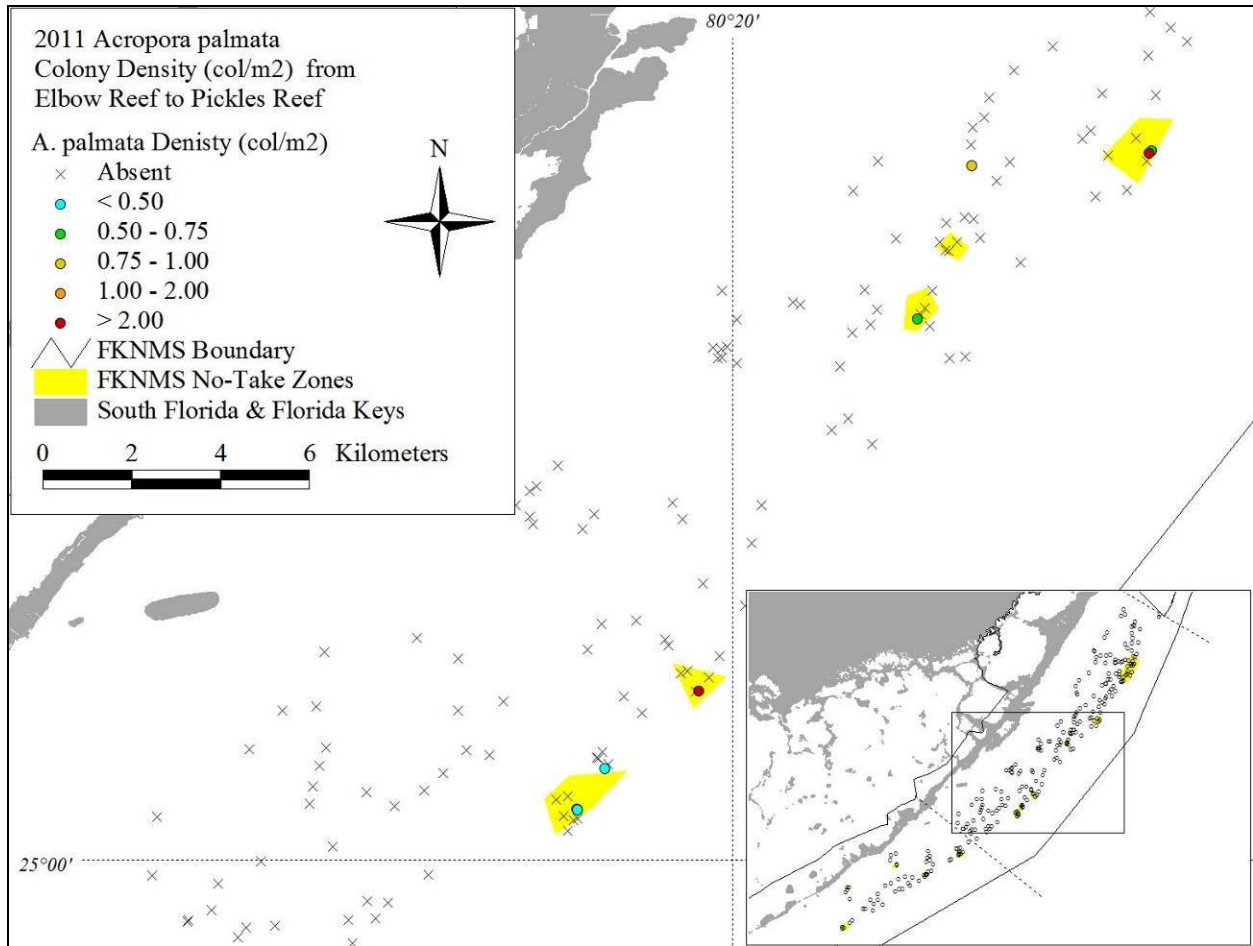 2011 Acropora palmata
Colony Density (col/m2) from
Elbow Reef to Pickles Reef
A. palmata Denisty (col/m2)
Absent
< 0.50
0.50 - 0.75
0.75 - 1.00
1.00 - 2.00
> 2.00
FKNMS Boundary
FKNMS No-Take Zones
South Florida & Florida Keys
0 2 4 6 Kilometers
N
80°20'
25°00'